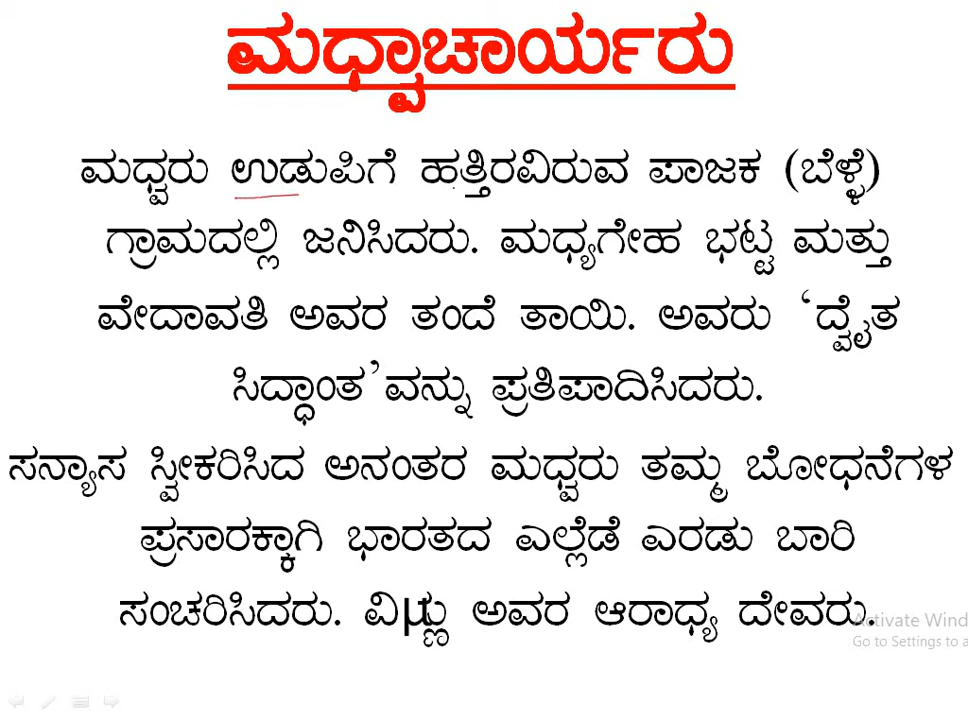 ಮಧ್ವಾಚಾರ್ಯರು
ಮಧ್ವರು ಉಡುಪಿಗೆ ಹತ್ತಿರವಿರುವ ಪಾಜಕ (ಬೆಳ್ಳೆ)
ಗ್ರಾಮದಲ್ಲಿ ಜನಿಸಿದರು. ಮಧ್ಯಗೇಹ ಭಟ್ಟ ಮತ್ತು
ವೇದಾವತಿ ಅವರ ತಂದೆ ತಾಯಿ. ಅವರು ‘ದ್ವೈತ
ಸಿದ್ಧಾಂತ’ವನ್ನು ಪ್ರತಿಪಾದಿಸಿದರು.
ಸನ್ಯಾಸ ಸ್ವೀಕರಿಸಿದ ಅನಂತರ ಮಧ್ವರು ತಮ್ಮ ಬೋಧನೆಗಳ
ಪ್ರಸಾರಕ್ಕಾಗಿ ಭಾರತದ ಎಲ್ಲೆಡೆ ಎರಡು ಬಾರಿ
ಸಂಚರಿಸಿದರು. ವಿµ್ಣು ಅವರ ಆರಾಧ್ಯ ದೇವರು.
Activate Wind
Go to Settings to a